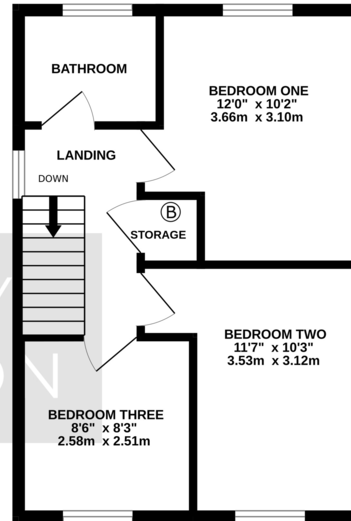 BATHROOM
BEDROOM ONE
12'0" x 10'2"
3.66m x 3.10m
LANDING
DOWN
B
STORAGE
BEDROOM TWO
11'7" x 10'3"
3.53m x 3.12m
BEDROOM THREE
8'6" x 8'3"
2.58m x 2.51m